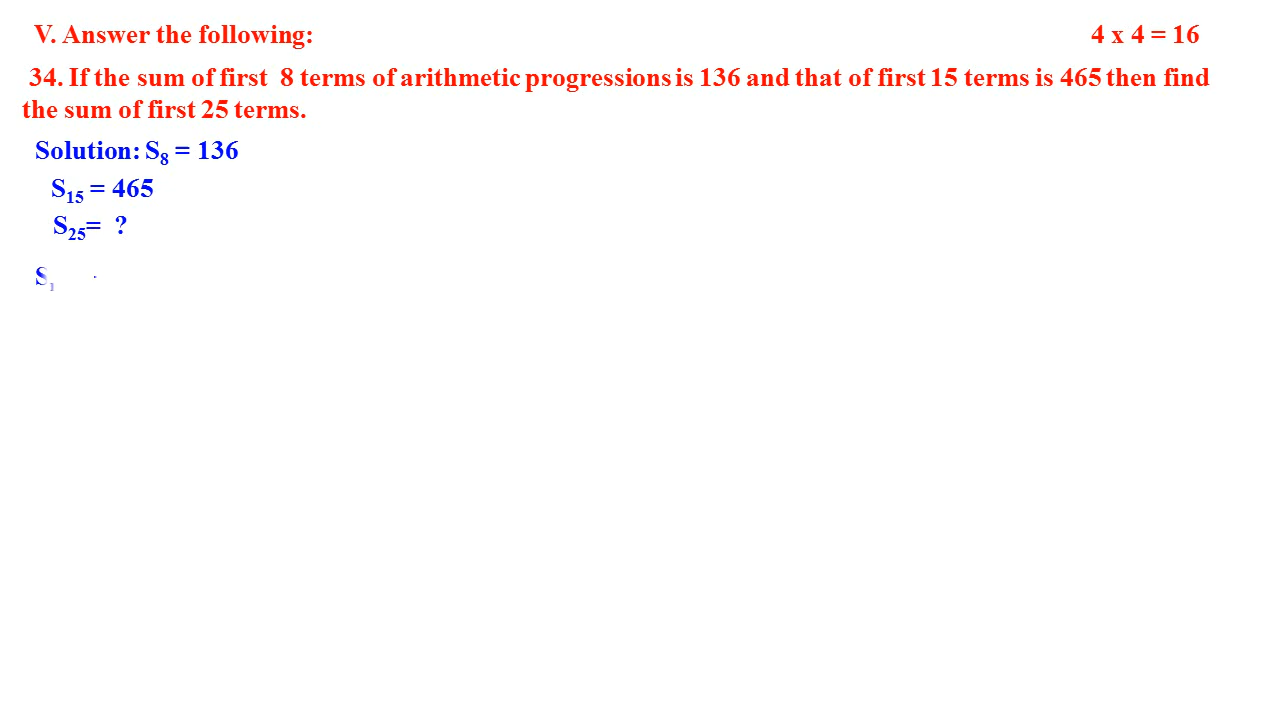 V. Answer the following: 4 x 4 = 16
34. If the sum of first 8 terms of arithmetic progressions is 136 and that of first 15 terms is 465 then find
the sum of first 25 terms.
Solution: S₈ = 136
S₁₅ = 465
S₂₅= ?
S